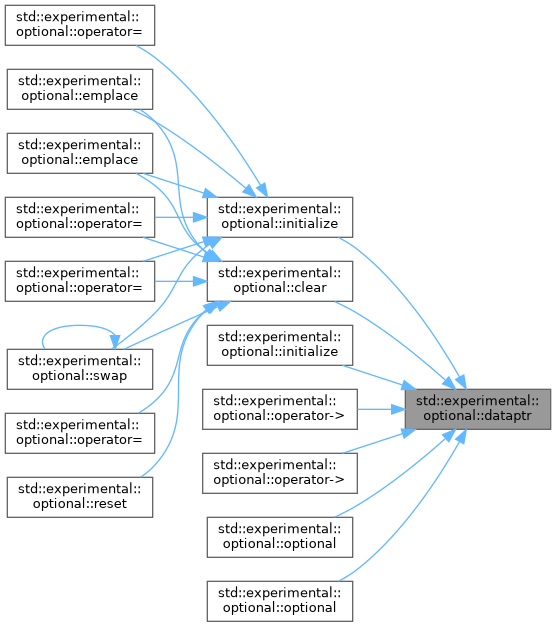 std::experimental::
optional::operator=
std::experimental::
optional::emplace
std::experimental::
optional::emplace
std::experimental::
optional::operator=
std::experimental::
optional::operator=
std::experimental::
optional::swap
std::experimental::
optional::operator=
std::experimental::
optional::reset
std::experimental::
optional::initialize
std::experimental::
optional::clear
std::experimental::
optional::initialize
std::experimental::
optional::operator->
std::experimental::
optional::operator->
std::experimental::
optional::optional
std::experimental::
optional::optional
std::experimental::
optional::dataptr